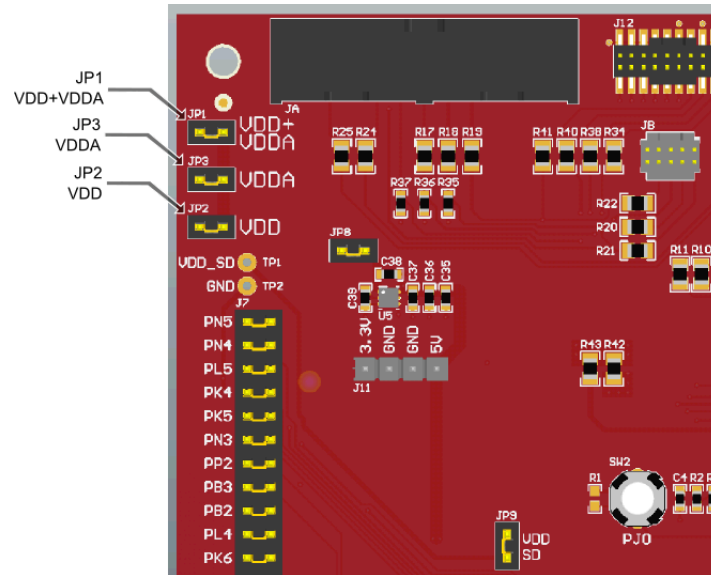 JP1
VDD+VDDA
JP3
VDDA
JP2
VDD
JP1
VDD+
VDDA
JP3
VDDA
JP2
VDD
VDD_SD TP1
GND TP2
J7
PN5
PN4
PL5
PK4
PK5
PN3
PP2
PB3
PB2
PL4
PK6
JA
J12
R25 R24
R17 R18 R19
R41 R40 R38 R34
JB
R37 R36 R35
R22
R20
R21
R11 R10
JP8
C38
C39
U5
C37 C36 C35
3.3V GND GND 5V
J11
R43 R42
SW2
R1
C4 R2
PJ0
JP9
VDD
SD